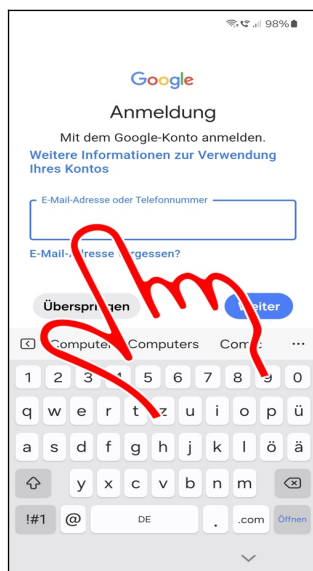 98%
Google
Anmeldung
Mit dem Google-Konto anmelden.
Weitere Informationen zur Verwendung
Ihres Kontos
E-Mail-Adresse oder Telefonnummer
E-Mail-Adresse vergessen?
Überspringen Weiter
Computer Computers Comic ...
1 2 3 4 5 6 7 8 9 0
q w e r t z u i o p ü
a s d f g h j k l ö ä
y x c v b n m
!#1 @ DE . .com Öffnen